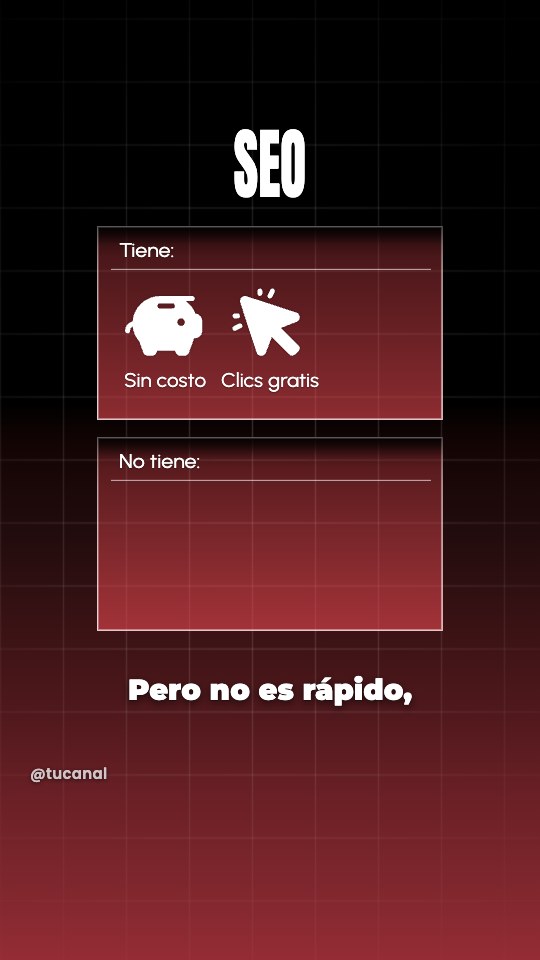 SEO
Tiene:
Sin costo Clics gratis
No tiene:
Pero no es rápido,
@tucanal